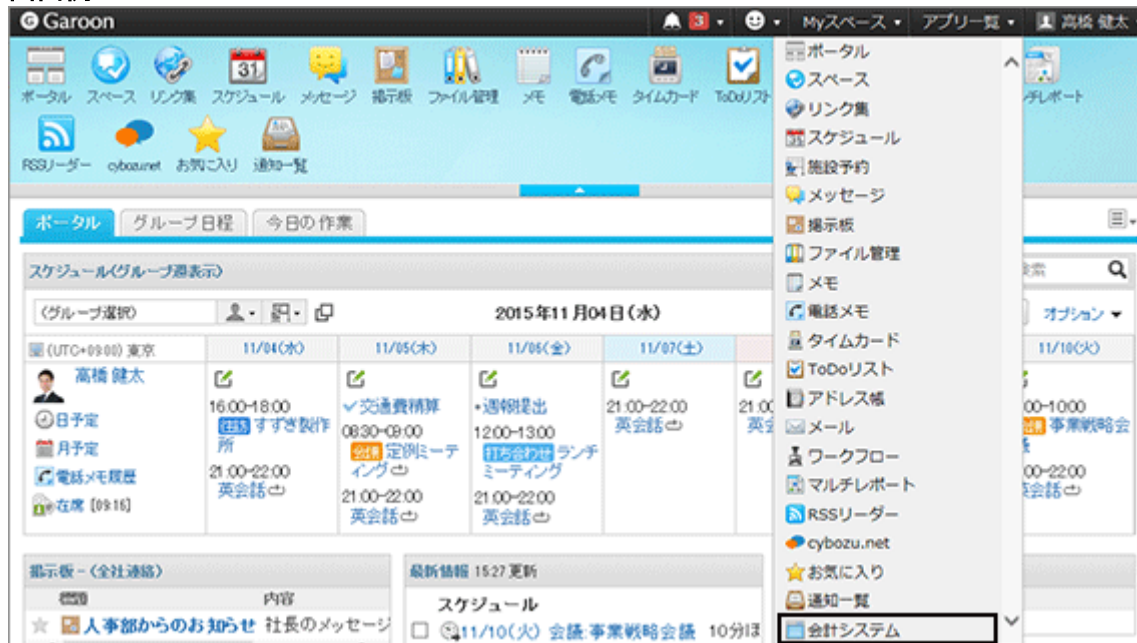 Garoon 3 Myスペース アプリ一覧 高橋 健太
ポータル スペース リンク集 スケジュール メッセージ 掲示板 ファイル管理 メモ 電話メモ タイムカード ToDoリスト
RSSリーダー cybozu.net お気に入り 通知一覧
ポータル
スペース
リンク集
スケジュール
施設予約
メッセージ
掲示板
ファイル管理
メモ
電話メモ
タイムカード
ToDoリスト
アドレス帳
メール
ワークフロー
マルチレポート
RSSリーダー
cybozu.net
お気に入り
通知一覧
会計システム
ポータル グループ日程 今日の作業
スケジュール(グループ週表示)
(グループ選択) 2015年11月04日(水) オプション
(UTC+09:00) 東京 11/04(水) 11/05(木) 11/06(金) 11/07(土) 11/10(火)
高橋 健太
日予定
月予定
電話メモ履歴
在席 [09:16]
16:00-18:00
往訪 すずき製作所
21:00-22:00
英会話
交通費精算
08:30-09:00
会議 定例ミーティング
21:00-22:00
英会話
週報提出
12:00-13:00
打ち合わせ ランチミーティング
21:00-22:00
英会話
21:00-22:00
英会話
事業戦略会
英会話
掲示板 - (全社連絡)
内容
人事部からのお知らせ 社長のメッセージ
最新情報 15:27 更新
スケジュール
11/10(火) 会議:事業戦略会議 10分ほ